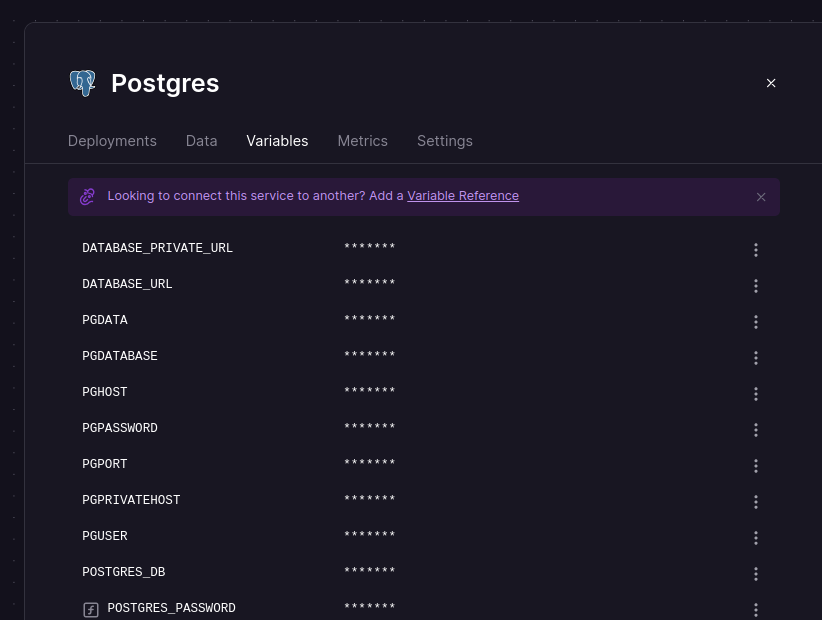 Postgres
Deployments Data Variables Metrics Settings
Looking to connect this service to another? Add a Variable Reference
DATABASE_PRIVATE_URL *******
DATABASE_URL *******
PGDATA *******
PGDATABASE *******
PGHOST *******
PGPASSWORD *******
PGPORT *******
PGPRIVATEHOST *******
PGUSER *******
POSTGRES_DB *******
POSTGRES_PASSWORD *******